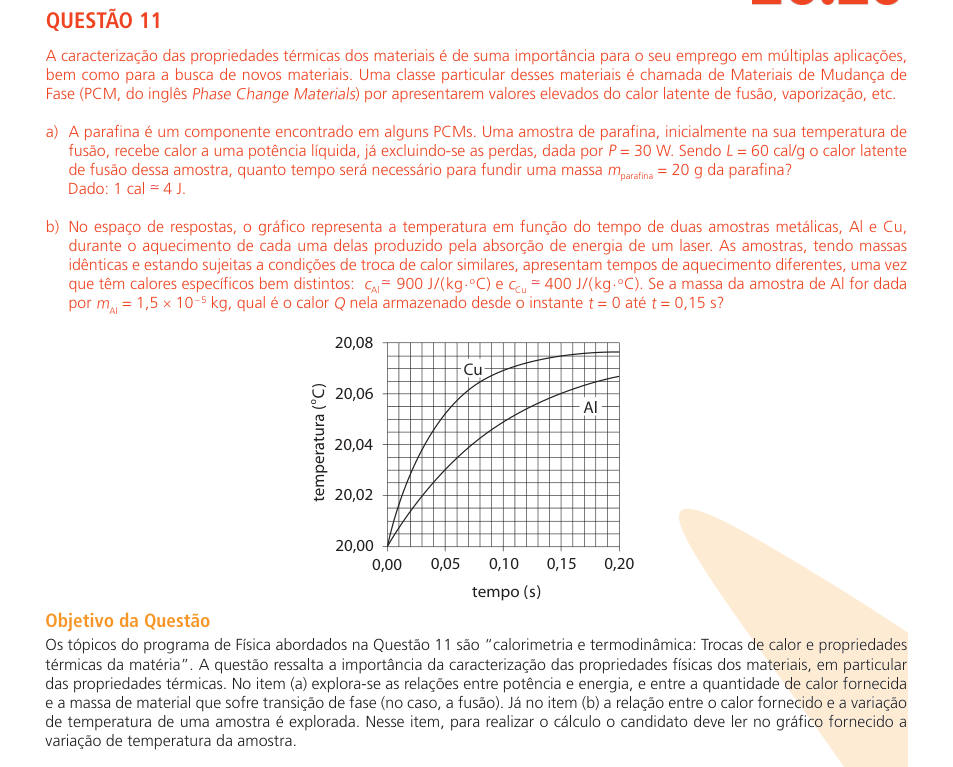 QUESTÃO 11
A caracterização das propriedades térmicas dos materiais é de suma importância para o seu emprego em múltiplas aplicações,
bem como para a busca de novos materiais. Uma classe particular desses materiais é chamada de Materiais de Mudança de
Fase (PCM, do inglês Phase Change Materials) por apresentarem valores elevados do calor latente de fusão, vaporização, etc.
a) A parafina é um componente encontrado em alguns PCMs. Uma amostra de parafina, inicialmente na sua temperatura de
fusão, recebe calor a uma potência líquida, já excluindo-se as perdas, dada por P = 30 W. Sendo L = 60 cal/g o calor latente
de fusão dessa amostra, quanto tempo será necessário para fundir uma massa m_parafina = 20 g da parafina?
Dado: 1 cal ≃ 4 J.
b) No espaço de respostas, o gráfico representa a temperatura em função do tempo de duas amostras metálicas, Al e Cu,
durante o aquecimento de cada uma delas produzido pela absorção de energia de um laser. As amostras, tendo massas
idênticas e estando sujeitas a condições de troca de calor similares, apresentam tempos de aquecimento diferentes, uma vez
que têm calores específicos bem distintos: c_Al ≃ 900 J/(kg·ºC) e c_Cu ≃ 400 J/(kg·ºC). Se a massa da amostra de Al for dada
por m_Al = 1,5 × 10⁻⁵ kg, qual é o calor Q nela armazenado desde o instante t = 0 até t = 0,15 s?
20,08
Cu
20,06
Al
20,04
20,02
20,00
temperatura (°C)
0,00 0,05 0,10 0,15 0,20
tempo (s)
Objetivo da Questão
Os tópicos do programa de Física abordados na Questão 11 são “calorimetria e termodinâmica: Trocas de calor e propriedades
térmicas da matéria”. A questão ressalta a importância da caracterização das propriedades físicas dos materiais, em particular
das propriedades térmicas. No item (a) explora-se as relações entre potência e energia, e entre a quantidade de calor fornecida
e a massa de material que sofre transição de fase (no caso, a fusão). Já no item (b) a relação entre o calor fornecido e a variação
de temperatura de uma amostra é explorada. Nesse item, para realizar o cálculo o candidato deve ler no gráfico fornecido a
variação de temperatura da amostra.